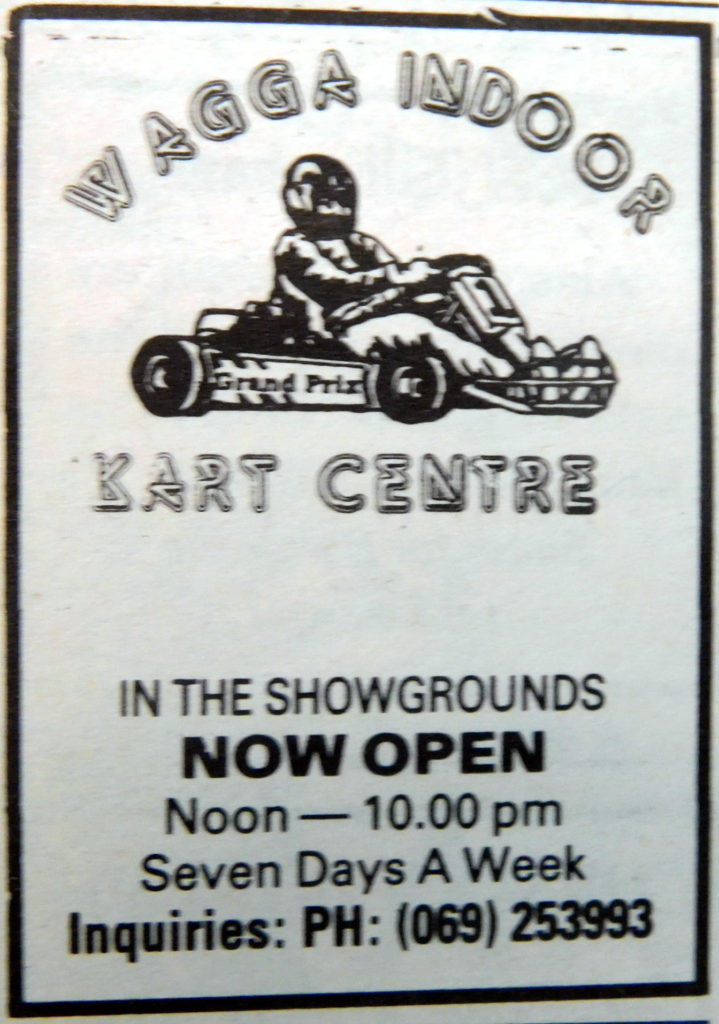 WAGGA INDOOR
Grand Prix
KART CENTRE
IN THE SHOWGROUNDS
NOW OPEN
Noon — 10.00 pm
Seven Days A Week
Inquiries: PH: (069) 253993